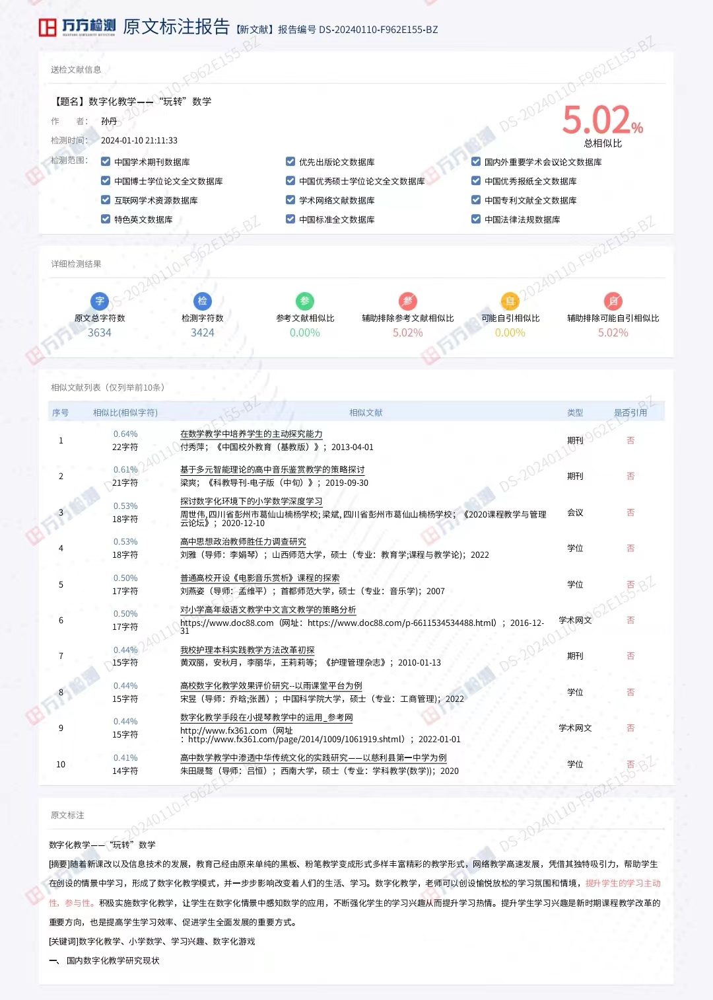 万方检测 原文标注报告【新文献】报告编号 DS-20240110-F962E155-BZ
送检文献信息
【题名】数字化教学——“玩转”数学
作 者： 孙丹
检测时间： 2024-01-10 21:11:33
5.02%
总相似比
检测范围： 中国学术期刊数据库 优先出版论文数据库 国内外重要学术会议论文数据库
中国博士学位论文全文数据库 中国优秀硕士学位论文全文数据库 中国优秀报纸全文数据库
互联网学术资源数据库 学术网络文献数据库 中国专利文献全文数据库
特色英文数据库 中国标准全文数据库 中国法律法规数据库
详细检测结果
字 检 参 参 自 自
原文总字符数 检测字符数 参考文献相似比 辅助排除参考文献相似比 可能自引相似比 辅助排除可能自引相似比
3634 3424 0.00% 5.02% 0.00% 5.02%
相似文献列表（仅列举前10条）
序号 相似比(相似字符) 相似文献 类型 是否引用
1 0.64% 22字符 在数学教学中培养学生的主动探究能力 期刊 否
付秀萍；《中国校外教育（基教版）》；2013-04-01
2 0.61% 21字符 基于多元智能理论的高中音乐鉴赏教学的策略探讨 期刊 否
梁爽；《科教导刊-电子版（中旬）》；2019-09-30
3 0.53% 18字符 探讨数字化环境下的小学数学深度学习 会议 否
周世伟,四川省彭州市葛仙山楠杨学校; 梁斌,四川省彭州市葛仙山楠杨学校；《2020课程教学与管理
云论坛》；2020-12-10
4 0.53% 18字符 高中思想政治教师胜任力调查研究 学位 否
刘雅（导师：李娟琴）；山西师范大学，硕士（专业：教育学;课程与教学论)；2022
5 0.50% 17字符 普通高校开设《电影音乐赏析》课程的探索 学位 否
刘燕姿（导师：孟维平）；首都师范大学，硕士（专业：音乐学)；2007
6 0.50% 17字符 对小学高年级语文教学中文言文教学的策略分析 学术网文 否
https://www.doc88.com（网址：https://www.doc88.com/p-6611534534488.html）；2016-12-
31
7 0.44% 15字符 我校护理本科实践教学方法改革初探 期刊 否
黄双丽，安秋月，李丽华，王莉莉等；《护理管理杂志》；2010-01-13
8 0.44% 15字符 高校数字化教学效果评价研究--以雨课堂平台为例 学位 否
宋昱（导师：乔晗;张茜）；中国科学院大学，硕士（专业：工商管理)；2022
9 0.44% 15字符 数字化教学手段在小提琴教学中的运用_参考网 学术网文 否
http://www.fx361.com（网址
：http://www.fx361.com/page/2014/1009/1061919.shtml）；2022-01-01
10 0.41% 14字符 高中数学教学中渗透中华传统文化的实践研究——以慈利县第一中学为例 学位 否
朱田晟骜（导师：吕恒）；西南大学，硕士（专业：学科教学(数学))；2020
原文标注
数字化教学——“玩转”数学
[摘要]随着新课改以及信息技术的发展，教育己经由原来单纯的黑板、粉笔教学变成形式多样丰富精彩的教学形式，网络教学高速发展，凭借其独特吸引力，帮助学生
在创设的情景中学习，形成了数字化教学模式，并一步步影响改变着人们的生活、学习。数字化教学，老师可以创设愉悦放松的学习氛围和情境，提升学生的学习主动
性，参与性。积极实施数字化教学，让学生在数字化情景中感知数学的应用，不断强化学生的学习兴趣从而提升学习热情。提升学生学习兴趣是新时期课程教学改革的
重要方向，也是提高学生学习效率、促进学生全面发展的重要方式。
[关键词]数字化教学、小学数学、学习兴趣、数字化游戏
一、 国内数字化教学研究现状